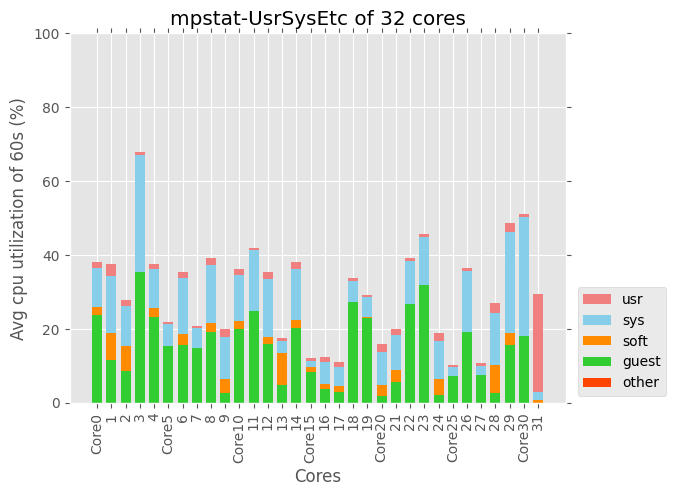 mpstat-UsrSysEtc of 32 cores
Avg cpu utilization of 60s (%)
100
80
60
40
20
0
usr
sys
soft
guest
other
Core0
1
2
3
4
Core5
6
7
8
9
Core10
11
12
13
14
Core15
16
17
18
19
Core20
21
22
23
24
Core25
26
27
28
29
Core30
31
Cores